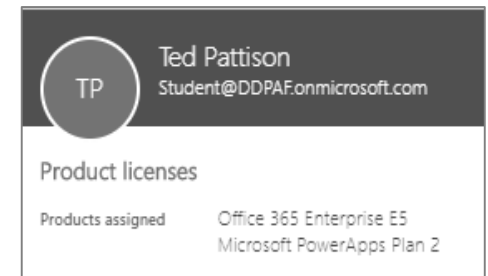 TP
Ted Pattison
Student@DDPAF.onmicrosoft.com
Product licenses
Products assigned
Office 365 Enterprise E5
Microsoft PowerApps Plan 2